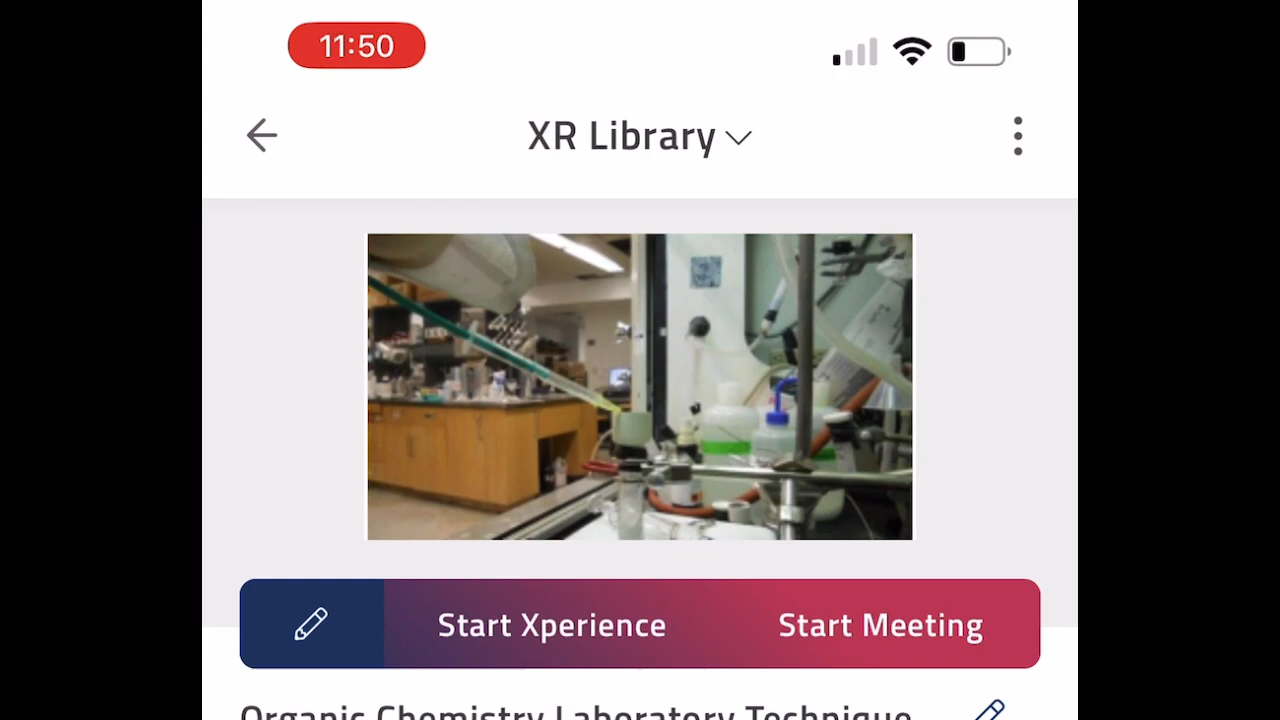 11:50
XR Library
Start Xperience
Start Meeting
Organic Chemistry Laboratory Technique